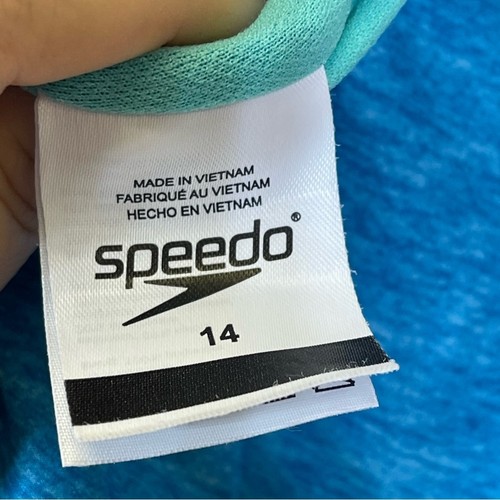 MADE IN VIETNAM
FABRIQUÉ AU VIETNAM
HECHO EN VIETNAM
speedo®
14